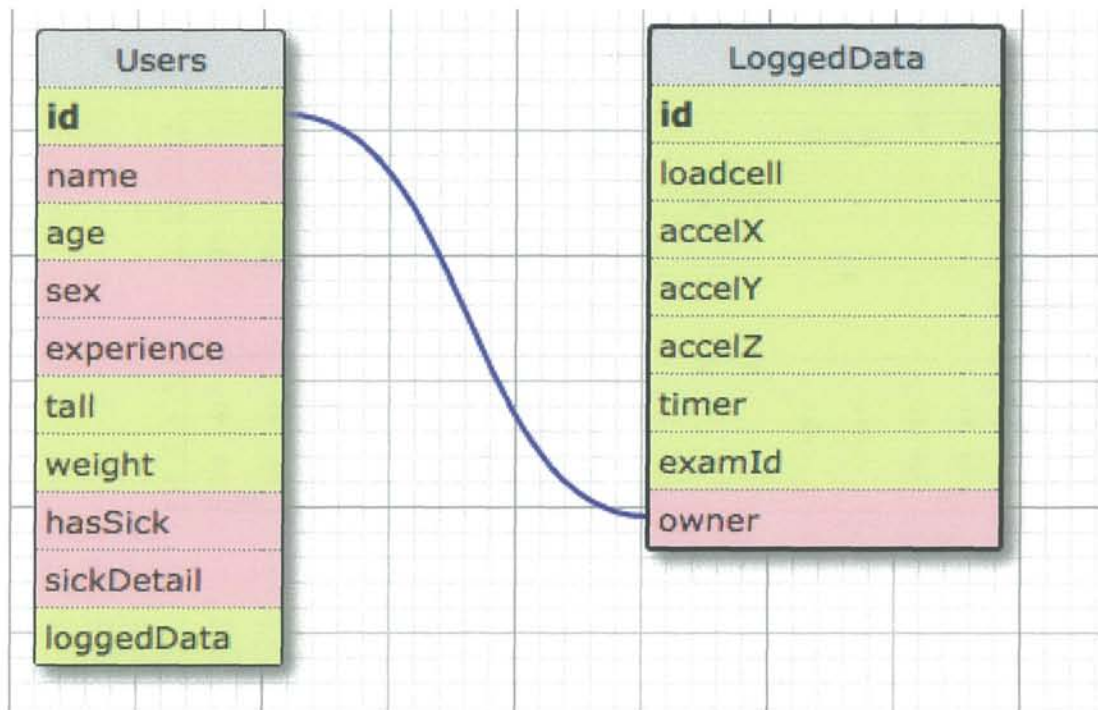 Users
id
name
age
sex
experience
tall
weight
hasSick
sickDetail
loggedData
LoggedData
id
loadcell
accelX
accelY
accelZ
timer
examId
owner